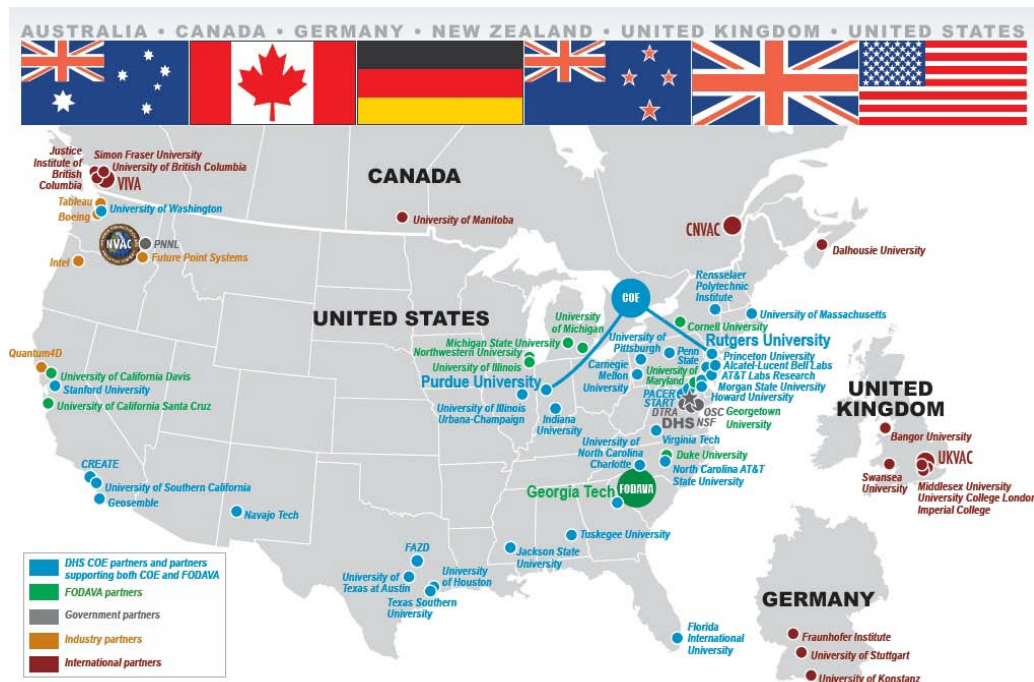 AUSTRALIA • CANADA • GERMANY • NEW ZEALAND • UNITED KINGDOM • UNITED STATES
Justice
Institute of
British
Columbia
Simon Fraser University
University of British Columbia
VIVA
CANADA
Tableau
Boeing
University of Washington
University of Manitoba
CNVAC
Dalhousie University
NVAC
PNNL
Intel
Future Point Systems
COE
Rensselaer
Polytechnic
Institute
University of Massachusetts
UNITED STATES
University
of Michigan
Michigan State University
Northwestern University
University of Illinois
University of
Pittsburgh
Penn
State
Cornell University
Rutgers University
Princeton University
Alcatel-Lucent Bell Labs
AT&T Labs Research
Morgan State University
Howard University
Purdue University
Carnegie
Mellon
University
University of
Maryland
PACER
START
DTRA
DHS
OSC
NSF
Georgetown
University
Quantum4D
University of California Davis
Stanford University
University of California Santa Cruz
University of Illinois
Urbana-Champaign
Indiana
University
Virginia Tech
University of
North Carolina
Charlotte
Duke University
North Carolina AT&T
State University
UNITED
KINGDOM
Bangor University
UKVAC
Swansea
University
Middlesex University
University College London
Imperial College
CREATE
University of Southern California
Geosemble
Navajo Tech
Georgia Tech
FODAVA
Tuskegee University
Jackson State
University
FAZD
University of
Texas at Austin
University
of Houston
Texas Southern
University
Florida
International
University
GERMANY
Fraunhofer Institute
University of Stuttgart
University of Konstanz
DHS COE partners and partners
supporting both COE and FODAVA
FODAVA partners
Government partners
Industry partners
International partners